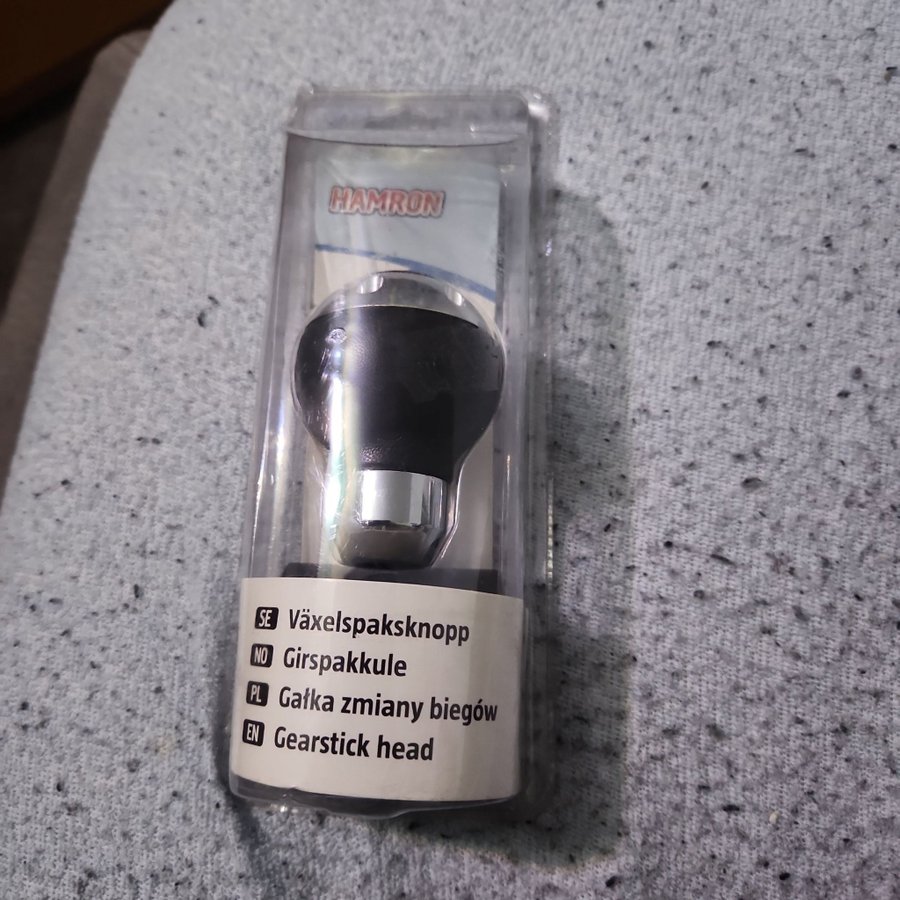 HAMRON
SE Växelspaksknopp
NO Girspakkule
PL Gałka zmiany biegów
EN Gearstick head